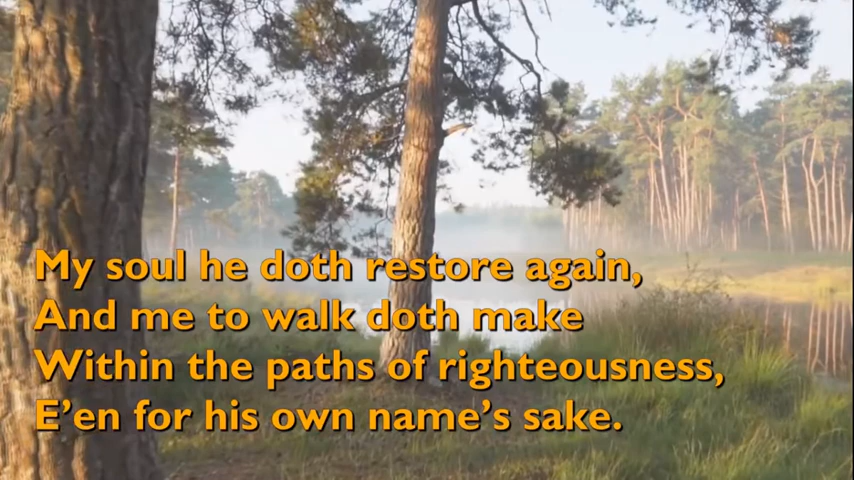 My soul he doth restore again,
And me to walk doth make
Within the paths of righteousness,
E’en for his own name’s sake.